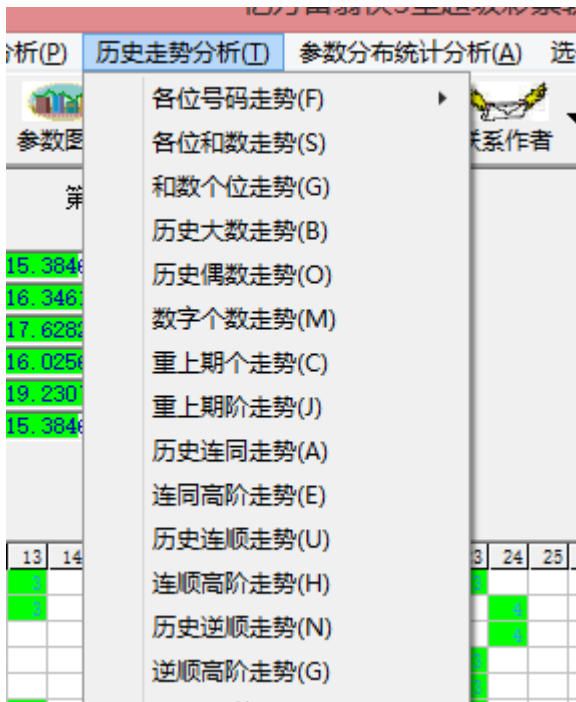 历史走势分析(T)
参数分布统计分析(A)
选
参数图
系作者
第
各位号码走势(F)
各位和数走势(S)
和数个位走势(G)
历史大数走势(B)
历史偶数走势(O)
数字个数走势(M)
重上期个走势(C)
重上期阶走势(J)
历史连同走势(A)
连同高阶走势(E)
历史连顺走势(U)
连顺高阶走势(H)
历史逆顺走势(N)
逆顺高阶走势(G)
15.384
16.346
17.628
16.025
19.230
15.384
13 14
24 25
4
4